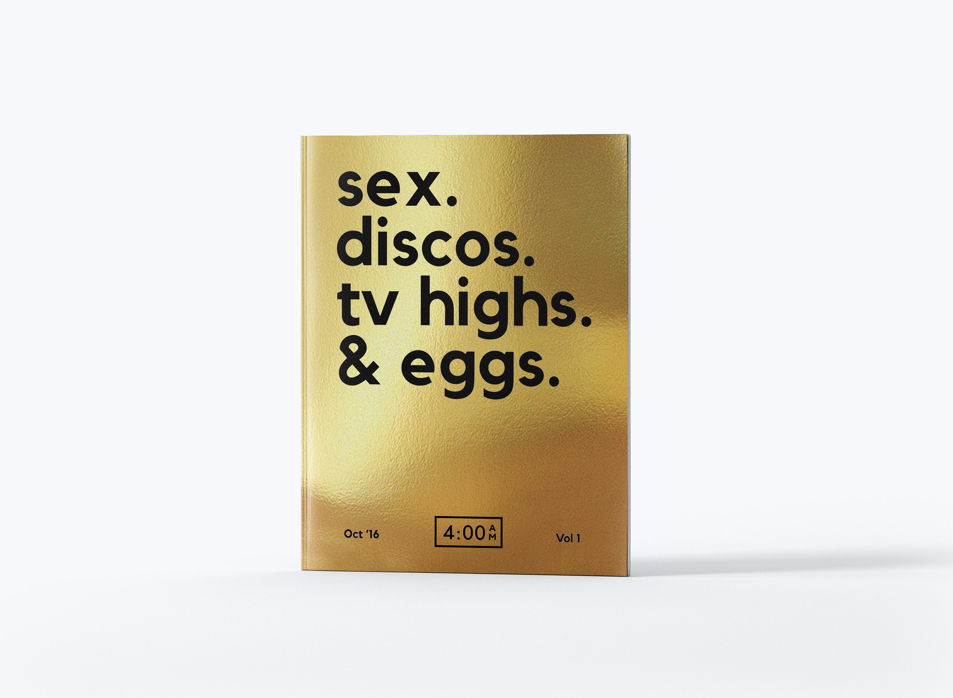 sex.
discos.
tv highs.
& eggs.
Oct '16
4:00 AM
Vol 1